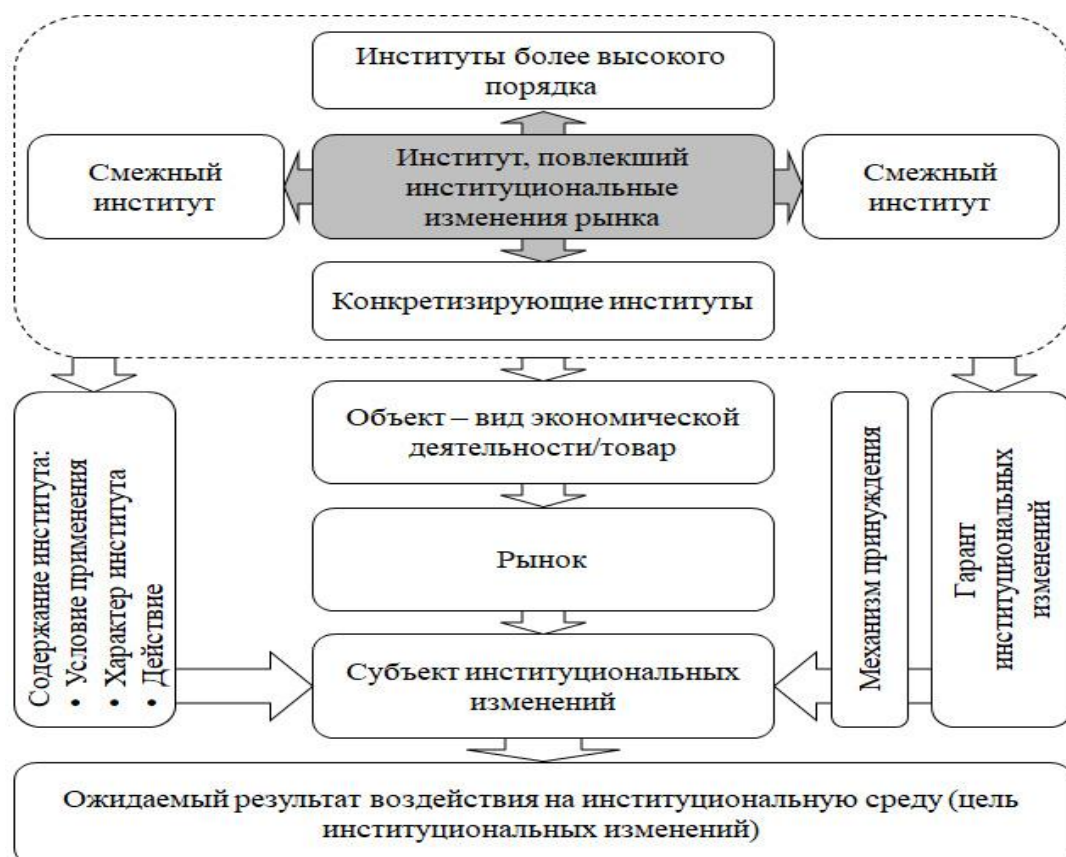 Институты более высокого
порядка
Смежный
институт
Институт, повлекший
институциональные
изменения рынка
Смежный
институт
Конкретизирующие институты
Содержание института:
• Условие применения
• Характер института
• Действие
Объект – вид экономической
деятельности/товар
Рынок
Субъект институциональных
изменений
Механизм принуждения
Гарант
институциональных
изменений
Ожидаемый результат воздействия на институциональную среду (цель
институциональных изменений)